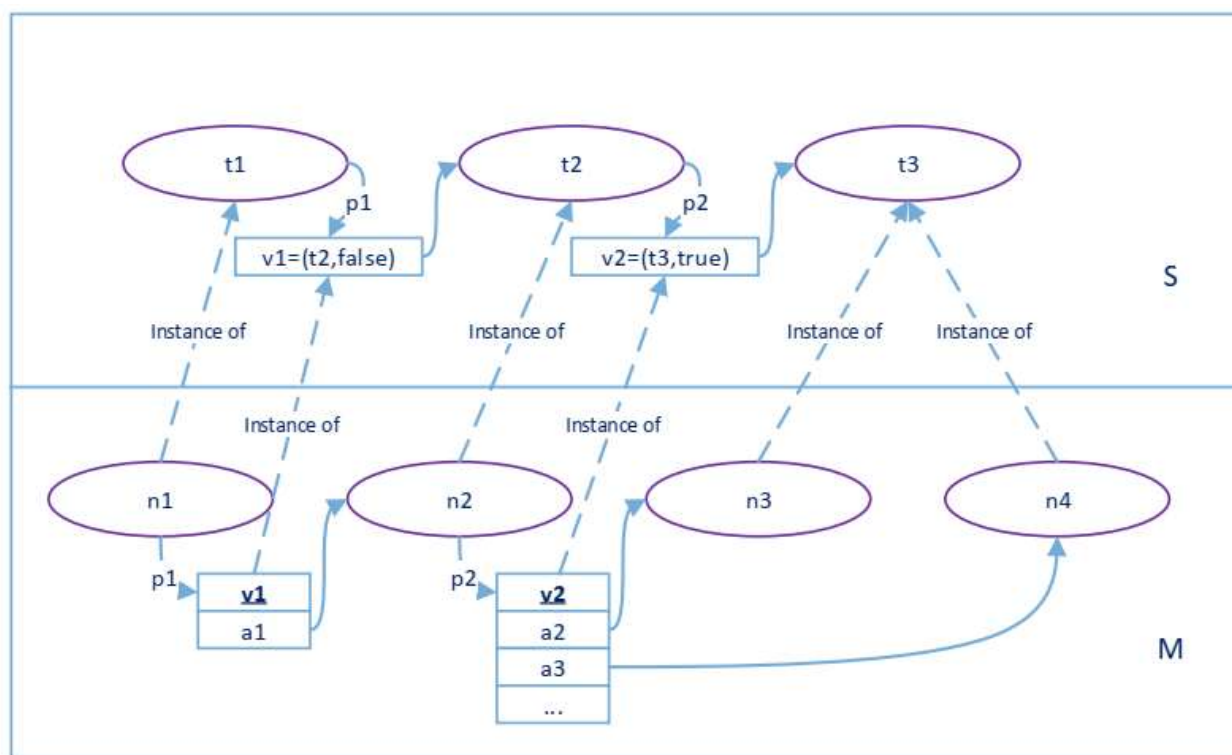 t1
t2
t3
p1
p2
v1=(t2,false)
v2=(t3,true)
S
Instance of
Instance of
Instance of
Instance of
Instance of
Instance of
n1
n2
n3
n4
p1
v1
a1
p2
v2
a2
a3
...
M